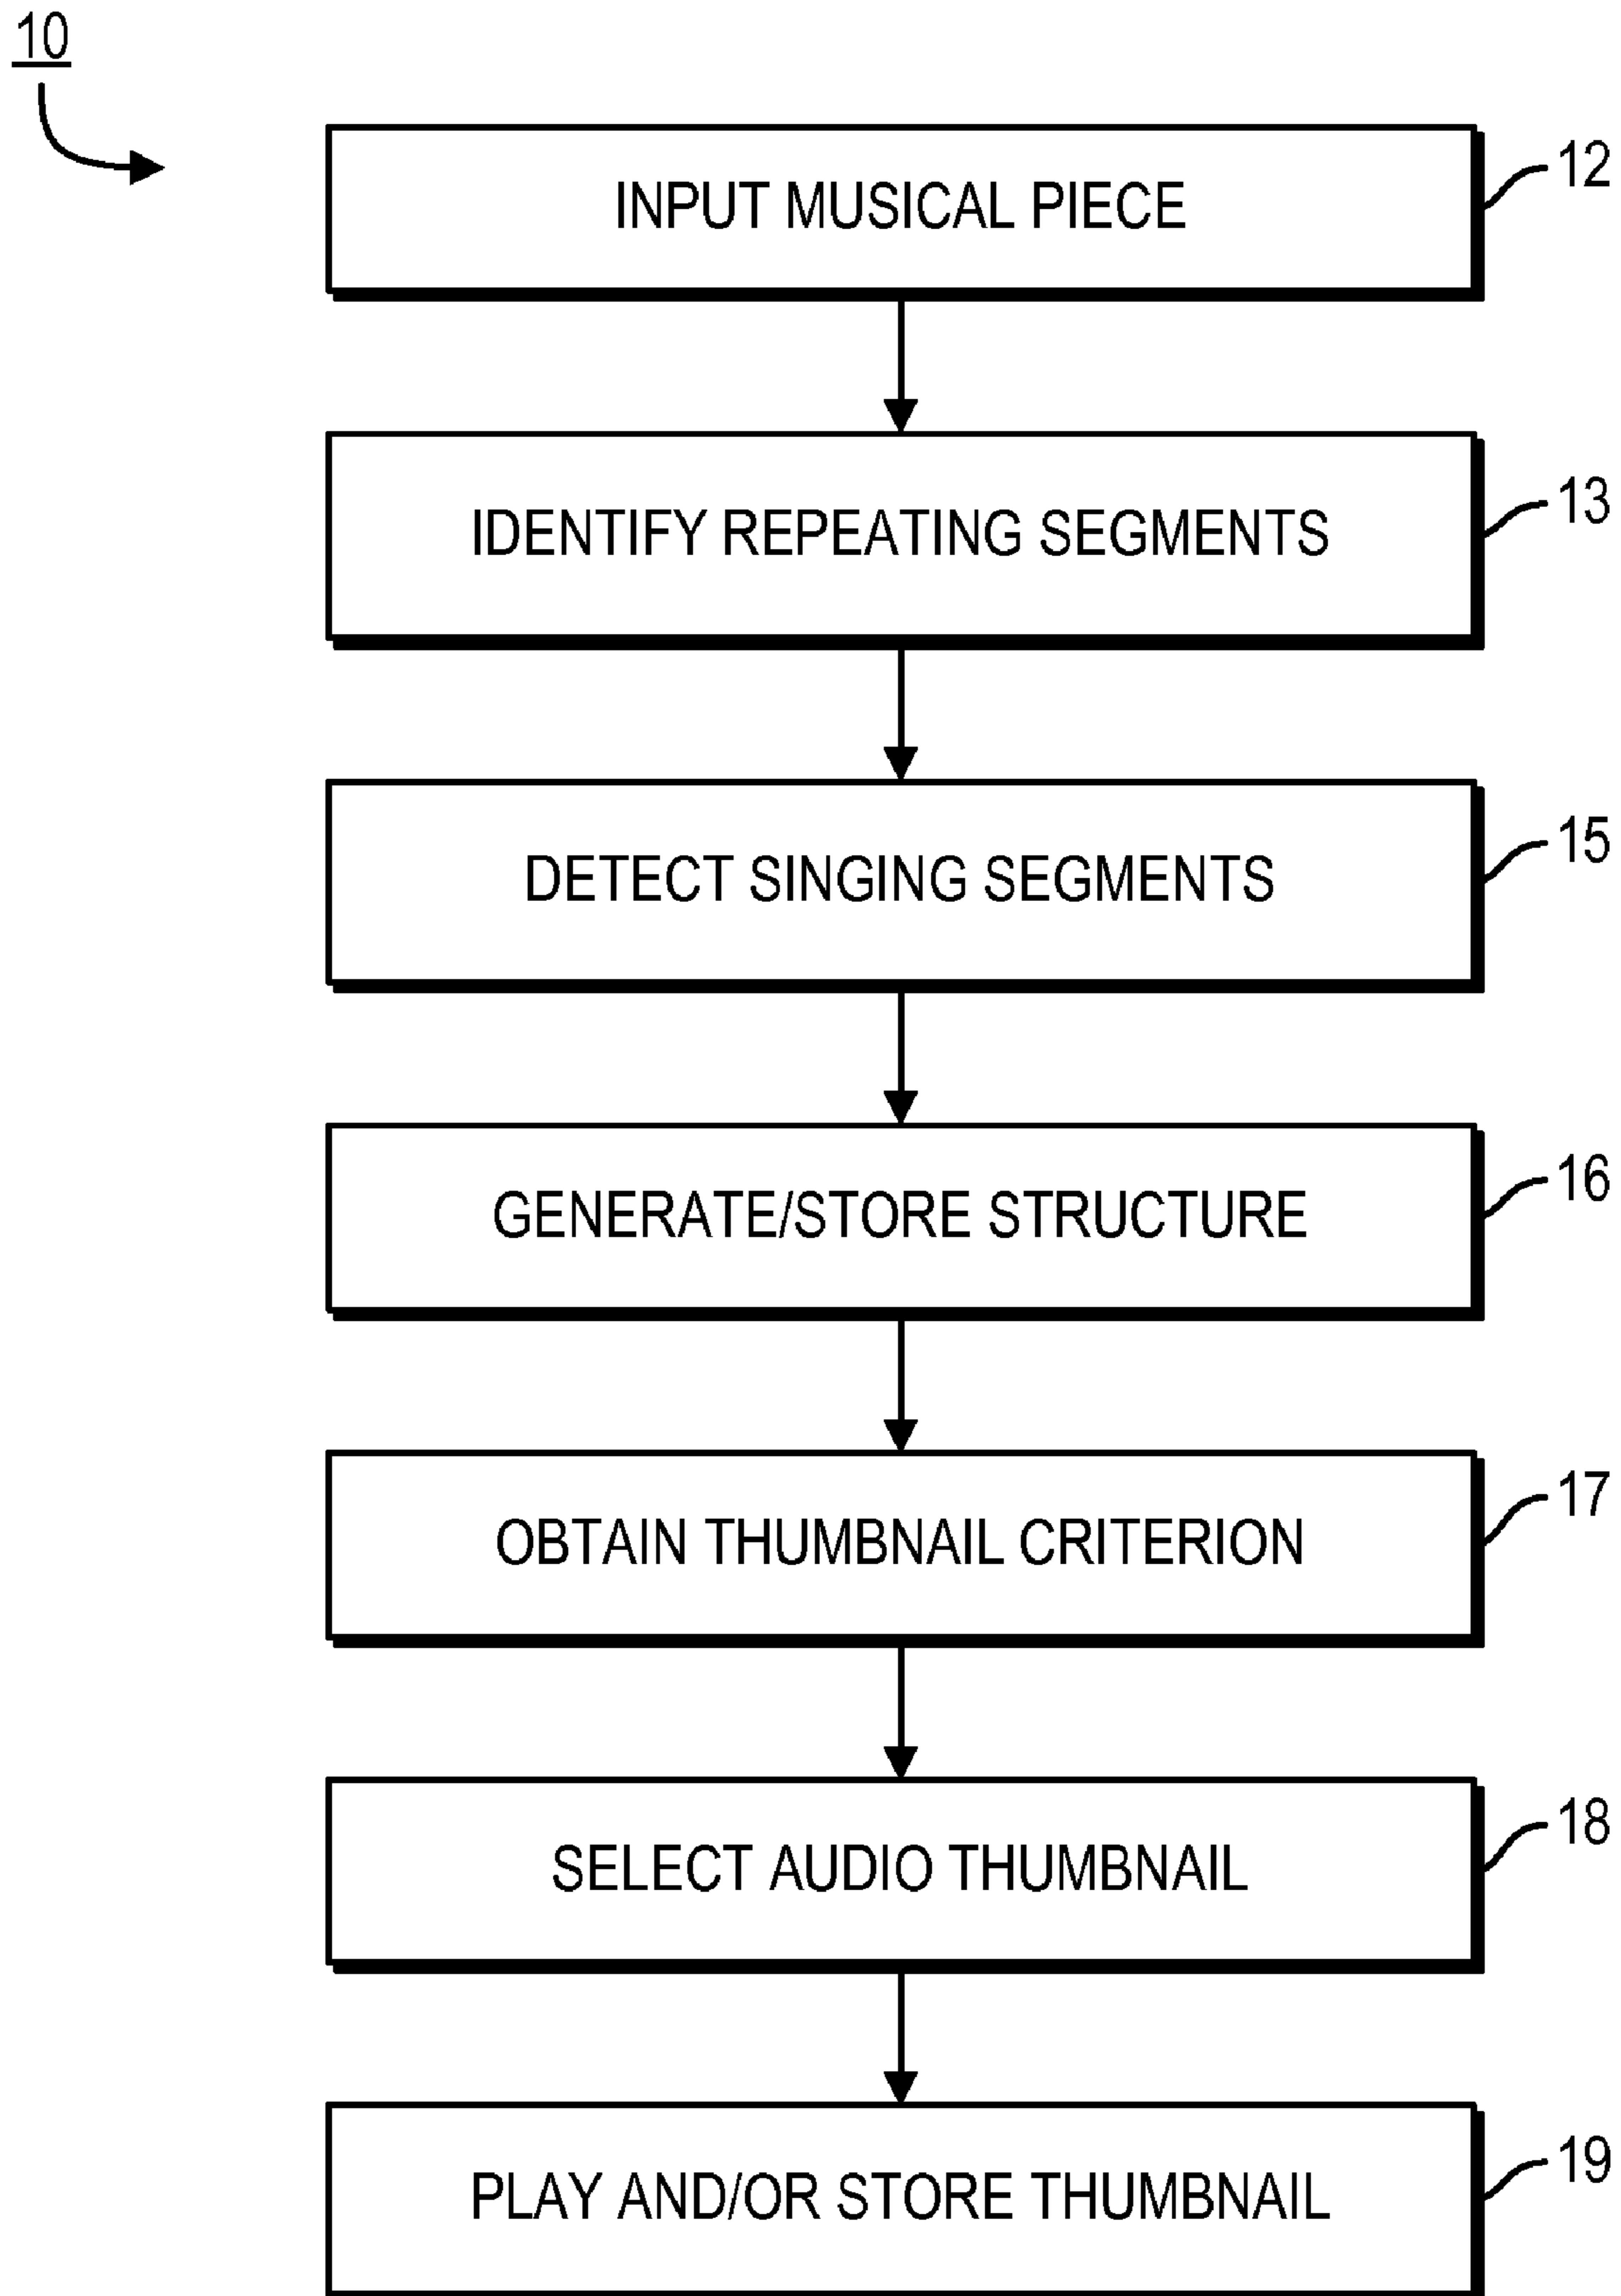 10
INPUT MUSICAL PIECE
12
IDENTIFY REPEATING SEGMENTS
13
DETECT SINGING SEGMENTS
15
GENERATE/STORE STRUCTURE
16
OBTAIN THUMBNAIL CRITERION
17
SELECT AUDIO THUMBNAIL
18
PLAY AND/OR STORE THUMBNAIL
19